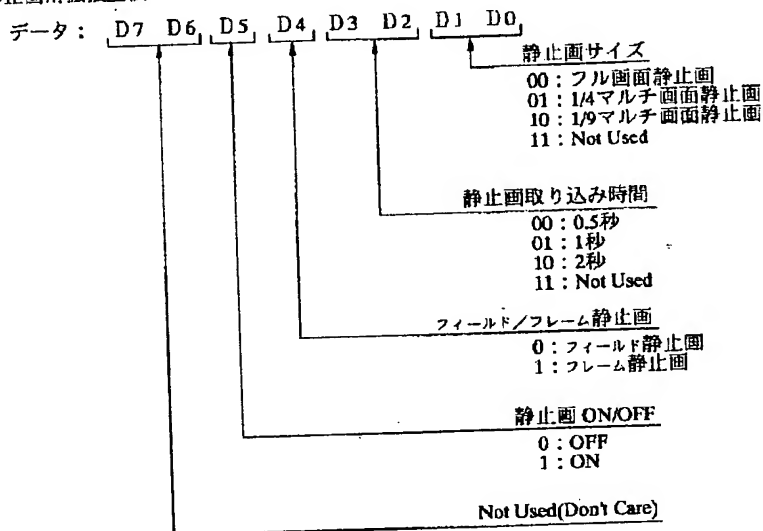 データ： D7 D6 D5 D4 D3 D2 D1 D0
静止画サイズ
00：フル画面静止画
01：1/4マルチ画面静止画
10：1/9マルチ画面静止画
11：Not Used
静止画取り込み時間
00：0.5秒
01：1秒
10：2秒
11：Not Used
フィールド/フレーム静止画
0：フィールド静止画
1：フレーム静止画
静止画 ON/OFF
0：OFF
1：ON
Not Used(Don't Care)